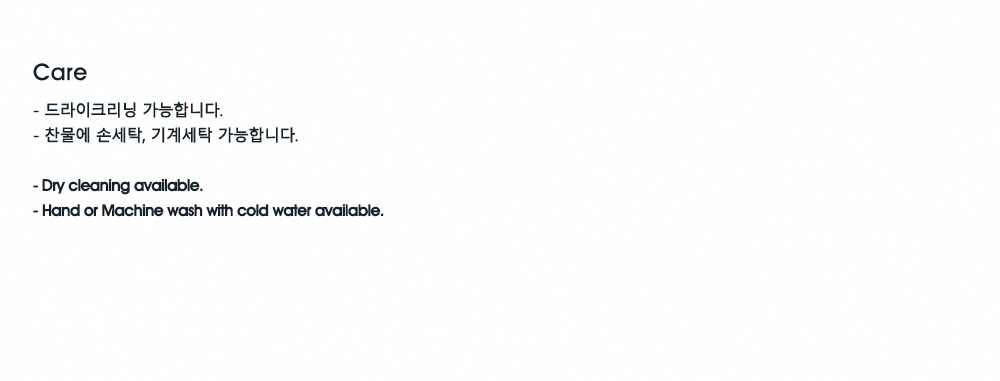 Care
- 드라이크리닝 가능합니다.
- 찬물에 손세탁, 기계세탁 가능합니다.
- Dry cleaning available.
- Hand or Machine wash with cold water available.